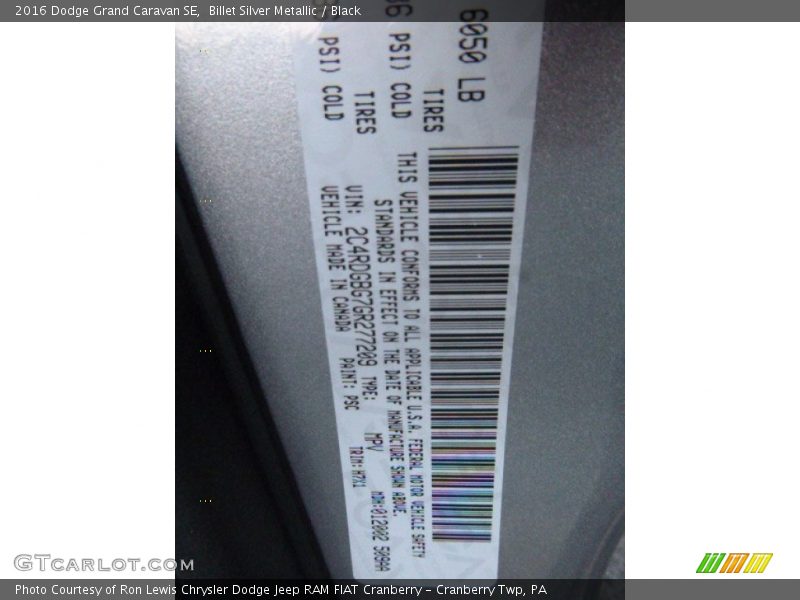 2016 Dodge Grand Caravan SE,  Billet Silver Metallic / Black
6050 LB
TIRES
PSI) COLD
TIRES
PSI) COLD
THIS VEHICLE CONFORMS TO ALL APPLICABLE U.S.A. FEDERAL MOTOR VEHICLE SAFETY
STANDARDS IN EFFECT ON THE DATE OF MANUFACTURE SHOWN ABOVE.
VIN: 2C4RDGBG7GR277209 TYPE: MPV
VEHICLE MADE IN CANADA PAINT: PSC TRIM: H7X1
GTCarLot.com
Photo Courtesy of Ron Lewis Chrysler Dodge Jeep RAM FIAT Cranberry – Cranberry Twp, PA